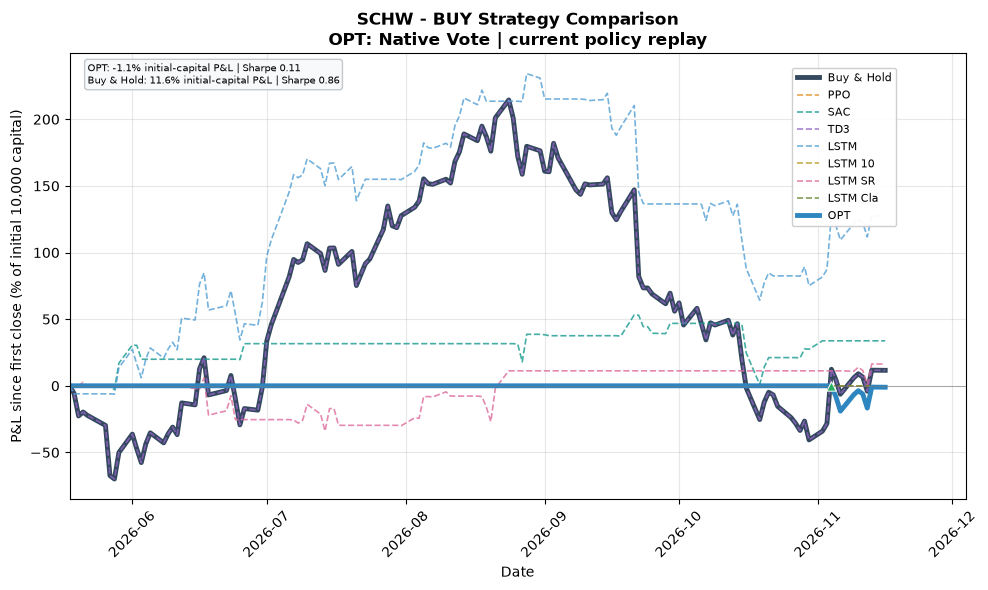 SCHW - BUY Strategy Comparison
OPT: Native Vote | current policy replay
OPT: -1.1% initial-capital P&L | Sharpe 0.11
Buy & Hold: 11.6% initial-capital P&L | Sharpe 0.86
Buy & Hold
PPO
SAC
TD3
LSTM
LSTM 10
LSTM SR
LSTM Cla
OPT
P&L since first close (% of initial 10,000 capital)
200
150
100
50
0
−50
2026-06
2026-07
2026-08
2026-09
2026-10
2026-11
2026-12
Date